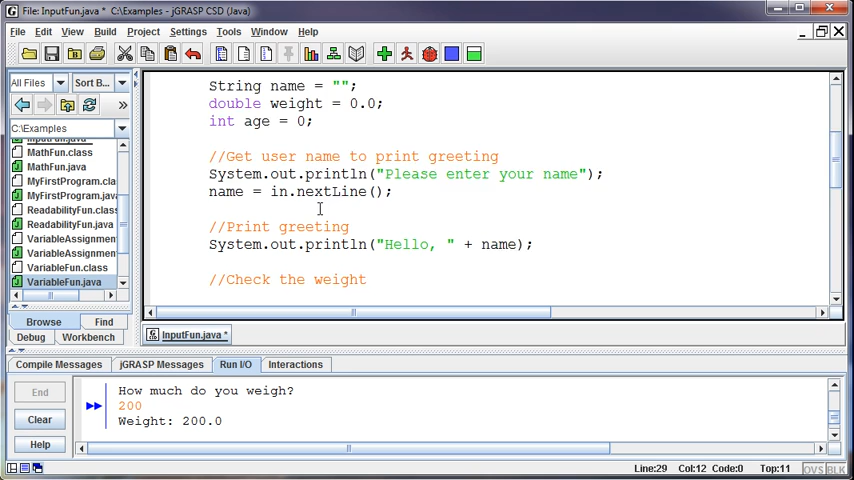 File: InputFun.java * C:\Examples - jGRASP CSD (Java)
File Edit View Build Project Settings Tools Window Help
All Files Sort B...
C:\Examples
InputFun.java
MathFun.class
MathFun.java
MyFirstProgram.cla
MyFirstProgram.jav
ReadabilityFun.clas
ReadabilityFun.java
VariableAssignmen
VariableAssignmen
VariableFun.class
VariableFun.java
Browse Find
Debug Workbench
String name = "";
double weight = 0.0;
int age = 0;
//Get user name to print greeting
System.out.println("Please enter your name");
name = in.nextLine();
//Print greeting
System.out.println("Hello, " + name);
//Check the weight
InputFun.java *
Compile Messages jGRASP Messages Run I/O Interactions
End
Clear
Help
How much do you weigh?
200
Weight: 200.0
Line:29 Col:12 Code:0 Top:11 OVS BLK